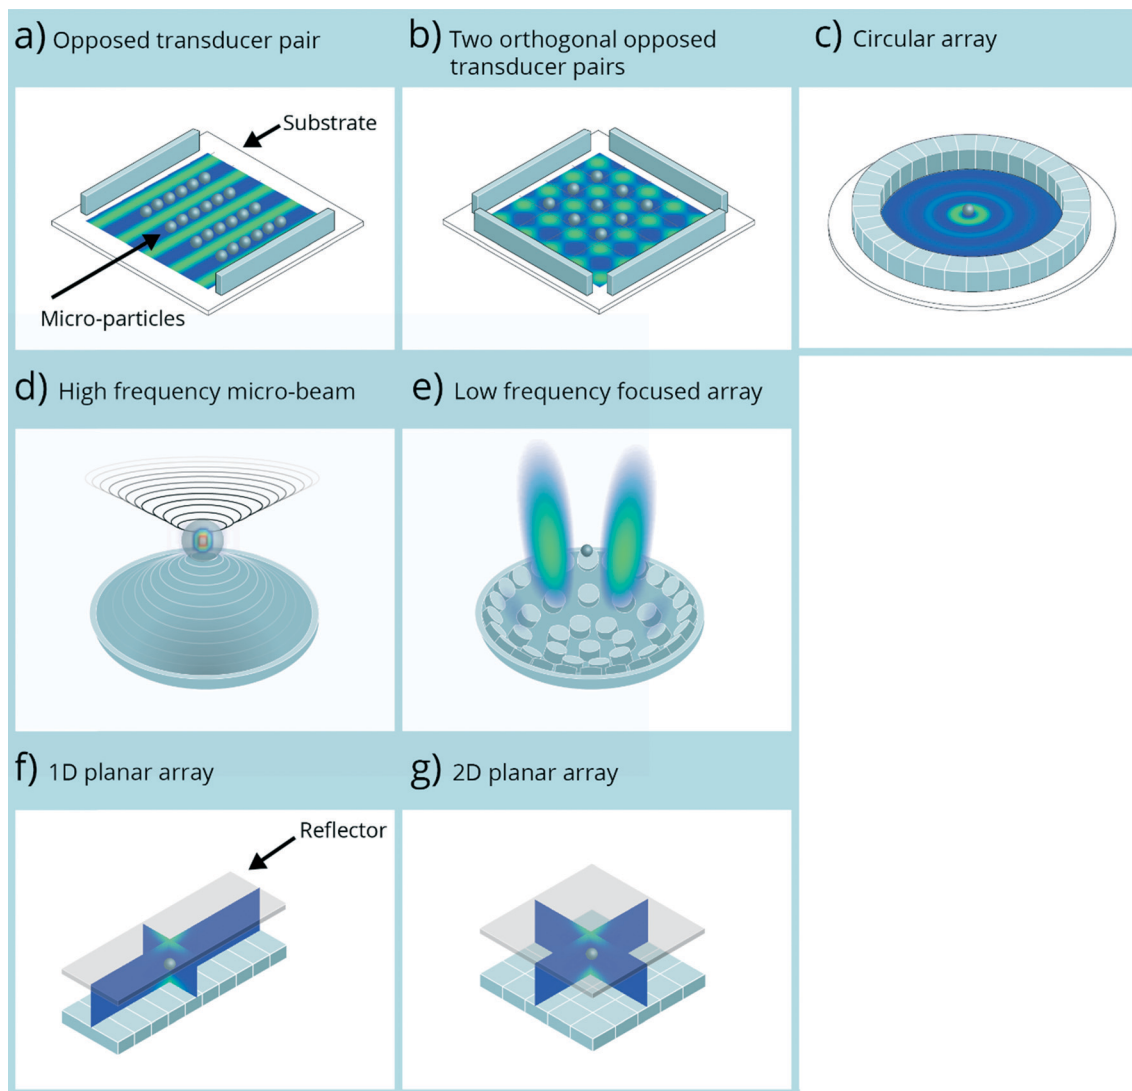 a) Opposed transducer pair
b) Two orthogonal opposed
transducer pairs
c) Circular array
Substrate
Micro-particles
d) High frequency micro-beam
e) Low frequency focused array
f) 1D planar array
g) 2D planar array
Reflector